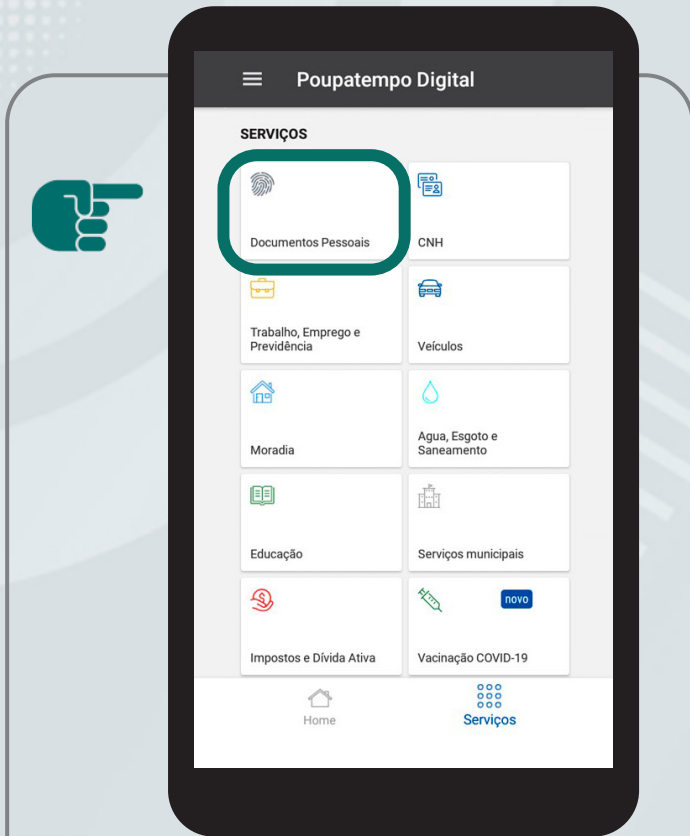 Poupatempo Digital
SERVIÇOS
Documentos Pessoais
CNH
Trabalho, Emprego e
Previdência
Veículos
Moradia
Agua, Esgoto e
Saneamento
Educação
Serviços municipais
Impostos e Dívida Ativa
novo
Vacinação COVID-19
Home
Serviços